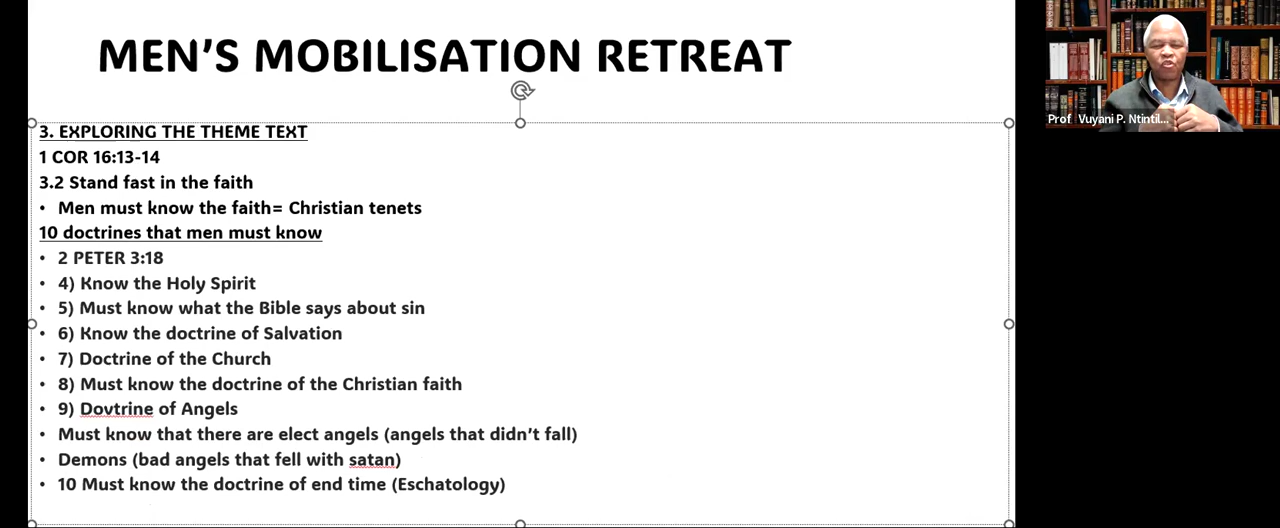 MEN’S MOBILISATION RETREAT
3. EXPLORING THE THEME TEXT
1 COR 16:13-14
3.2 Stand fast in the faith
• Men must know the faith= Christian tenets
10 doctrines that men must know
• 2 PETER 3:18
• 4) Know the Holy Spirit
• 5) Must know what the Bible says about sin
• 6) Know the doctrine of Salvation
• 7) Doctrine of the Church
• 8) Must know the doctrine of the Christian faith
• 9) Dovtrine of Angels
• Must know that there are elect angels (angels that didn’t fall)
• Demons (bad angels that fell with satan)
• 10 Must know the doctrine of end time (Eschatology)
Prof Vuyani P. Ntintil...